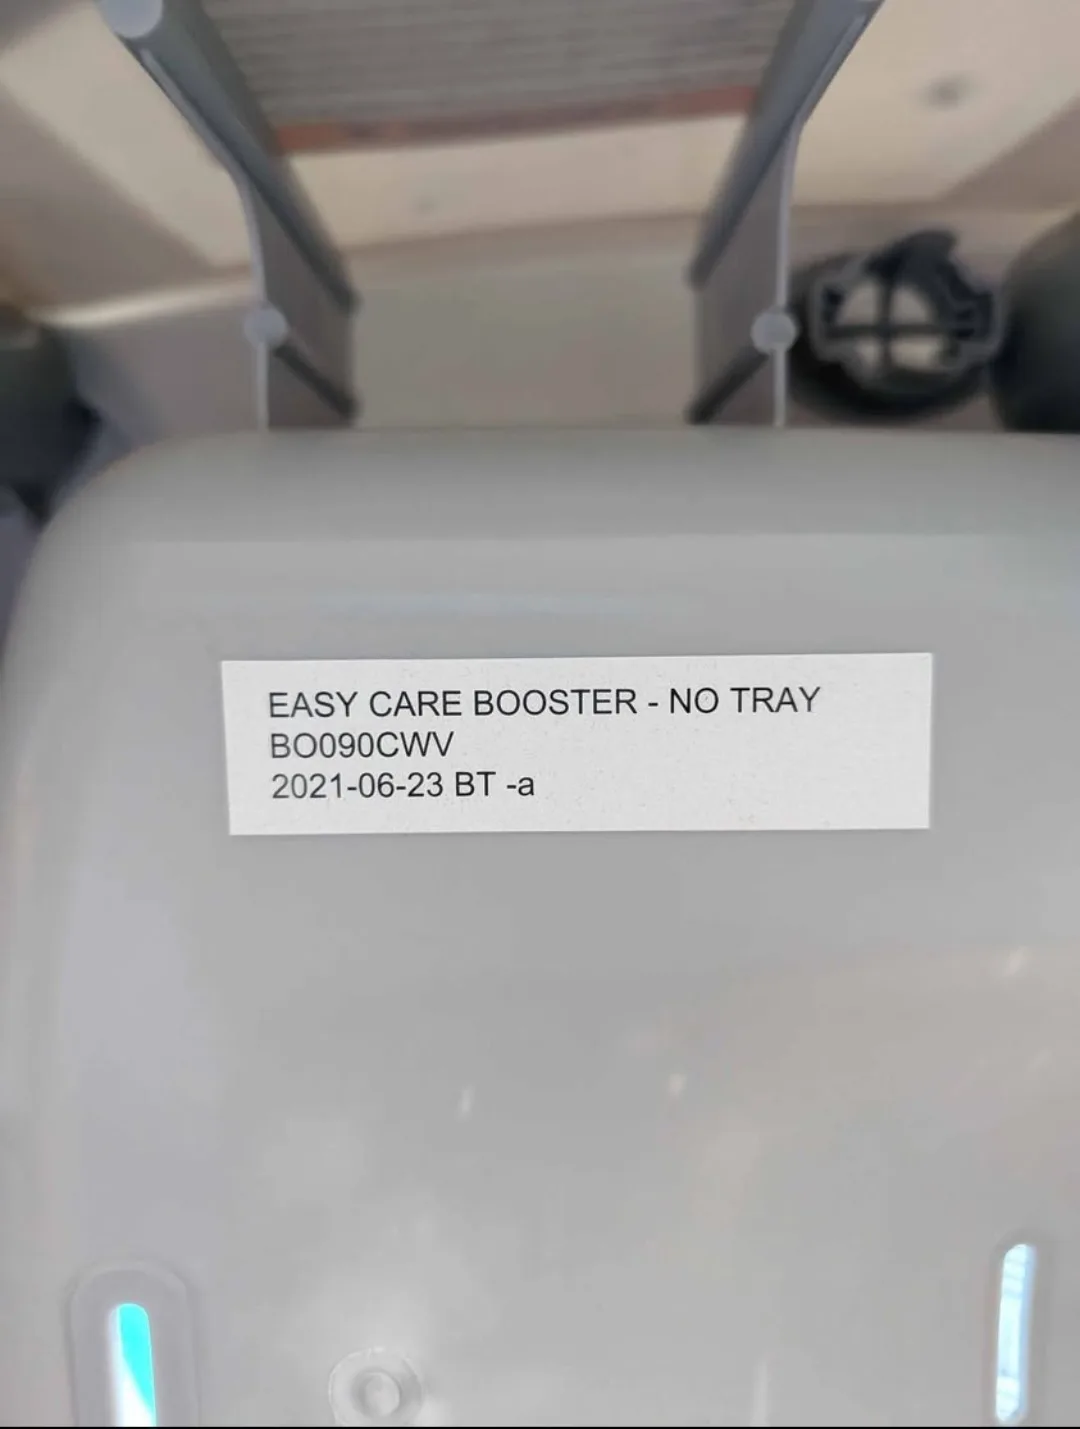 EASY CARE BOOSTER - NO TRAY
BO090CWV
2021-06-23 BT -a